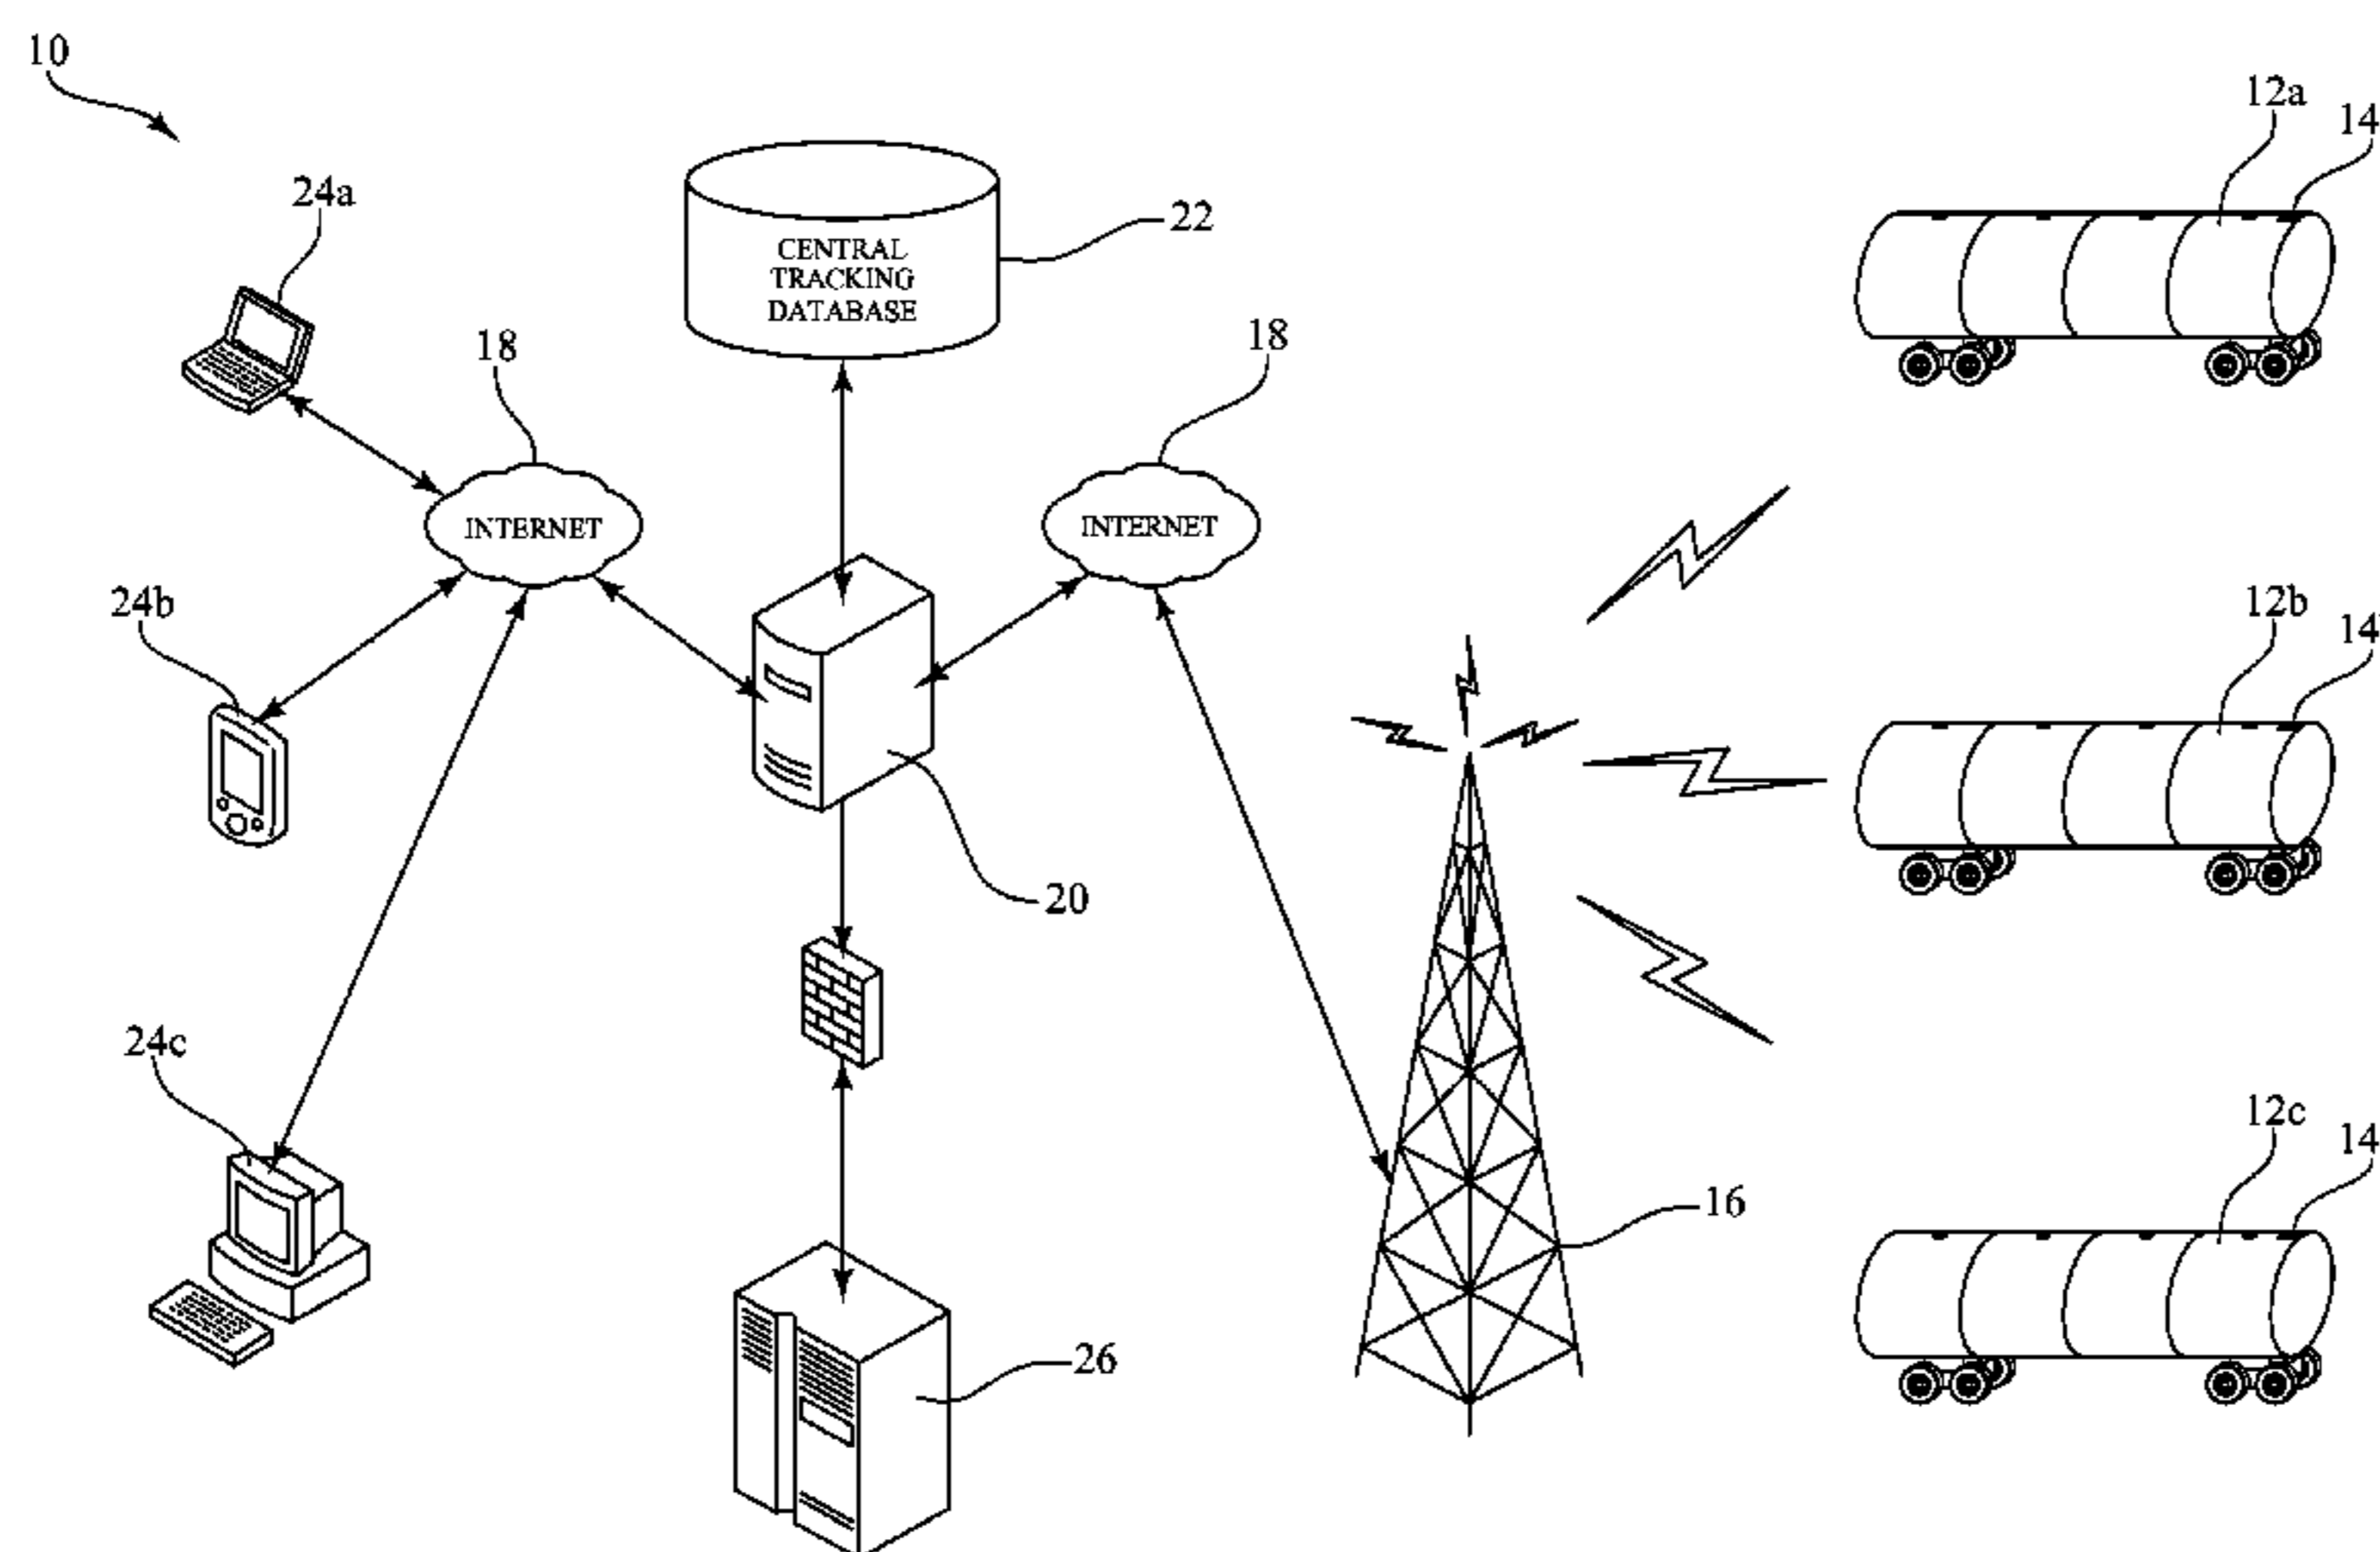 10
12a
14
24a
22
CENTRAL
TRACKING
DATABASE
18
18
INTERNET
INTERNET
24b
12b
14
20
24c
12c
14
16
26